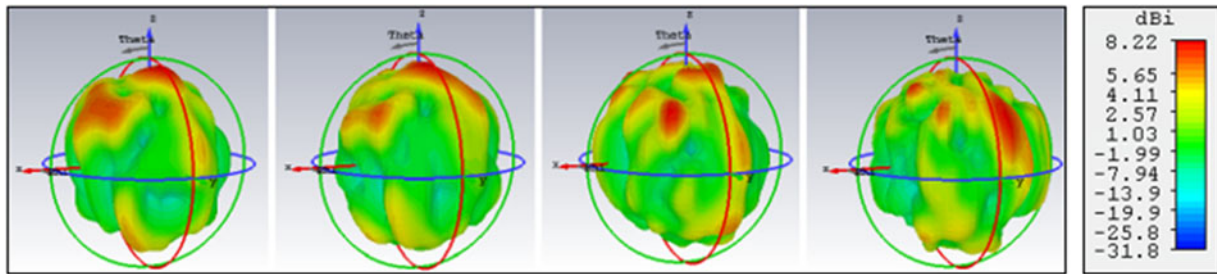 z
Theta
x
y
z
Theta
x
y
z
Theta
x
y
z
Theta
x
y
dBi
8.22
5.65
4.11
2.57
1.03
-1.99
-7.94
-13.9
-19.9
-25.8
-31.8